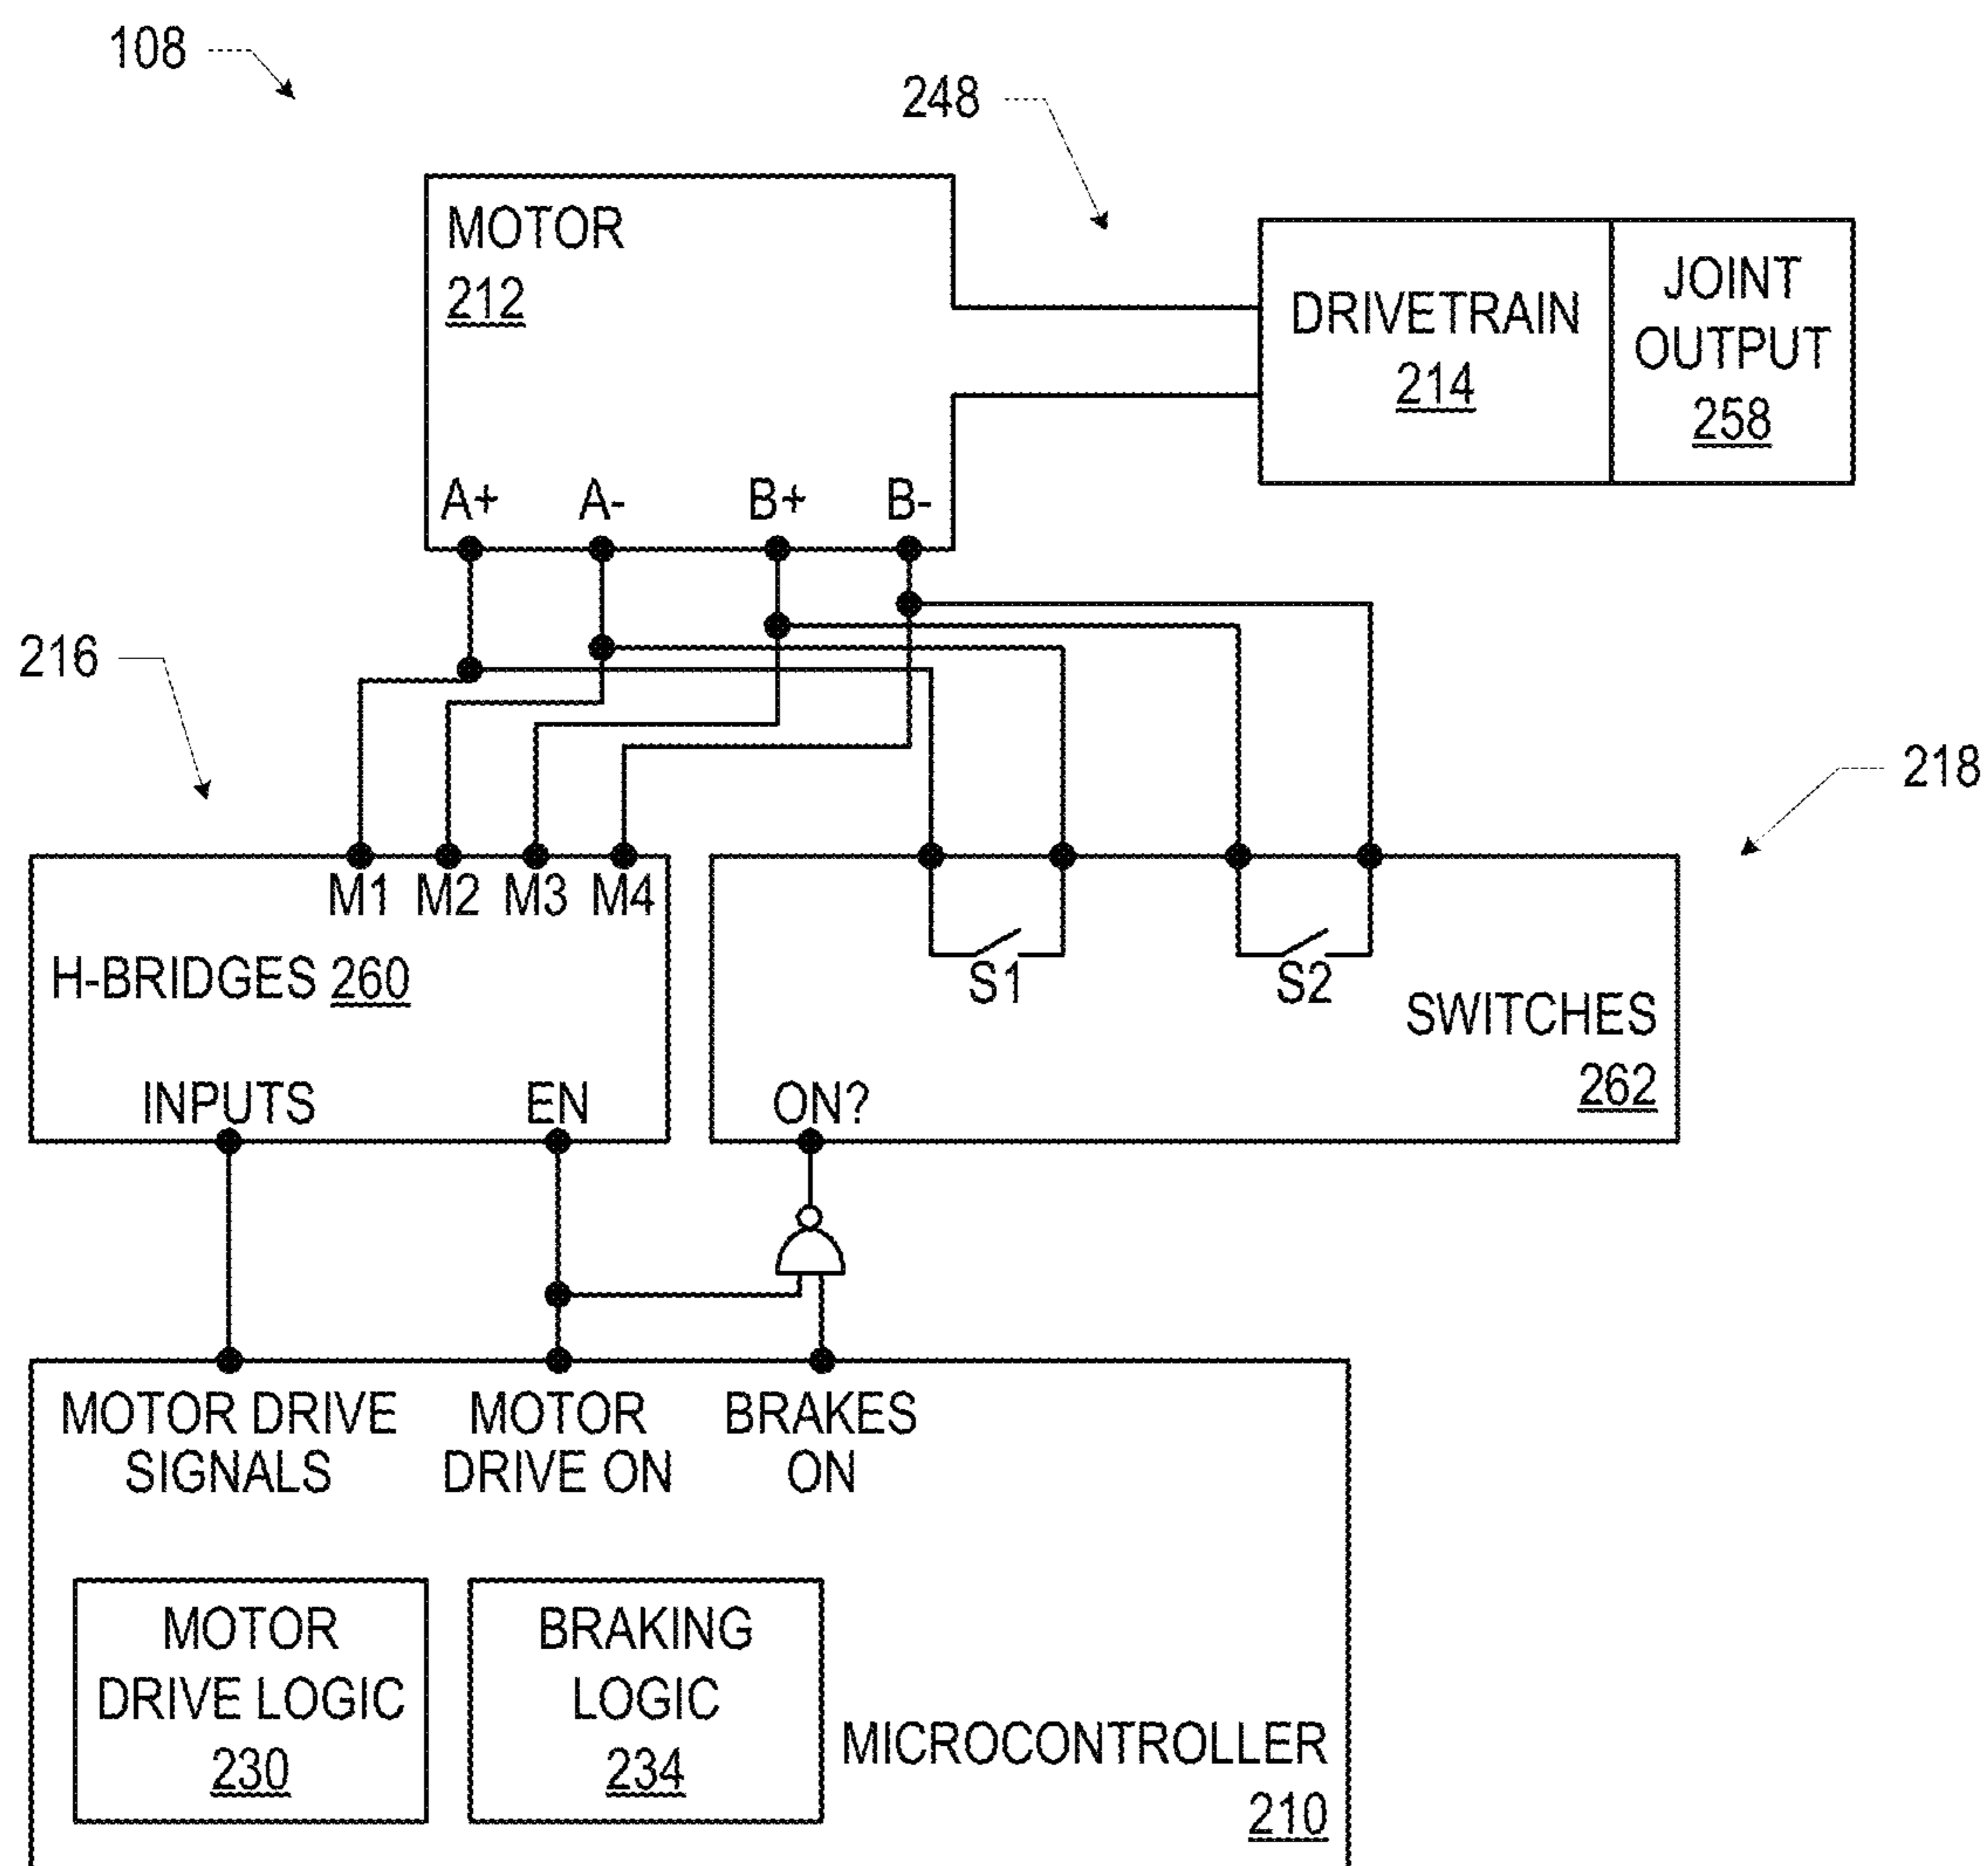 108
248
MOTOR
212
DRIVETRAIN
214
JOINT
OUTPUT
258
A+ A- B+ B-
216
218
M1 M2 M3 M4
H-BRIDGES 260
S1 S2
SWITCHES
262
INPUTS EN
ON?
MOTOR DRIVE
SIGNALS
MOTOR
DRIVE ON
BRAKES
ON
MOTOR
DRIVE LOGIC
230
BRAKING
LOGIC
234
MICROCONTROLLER
210